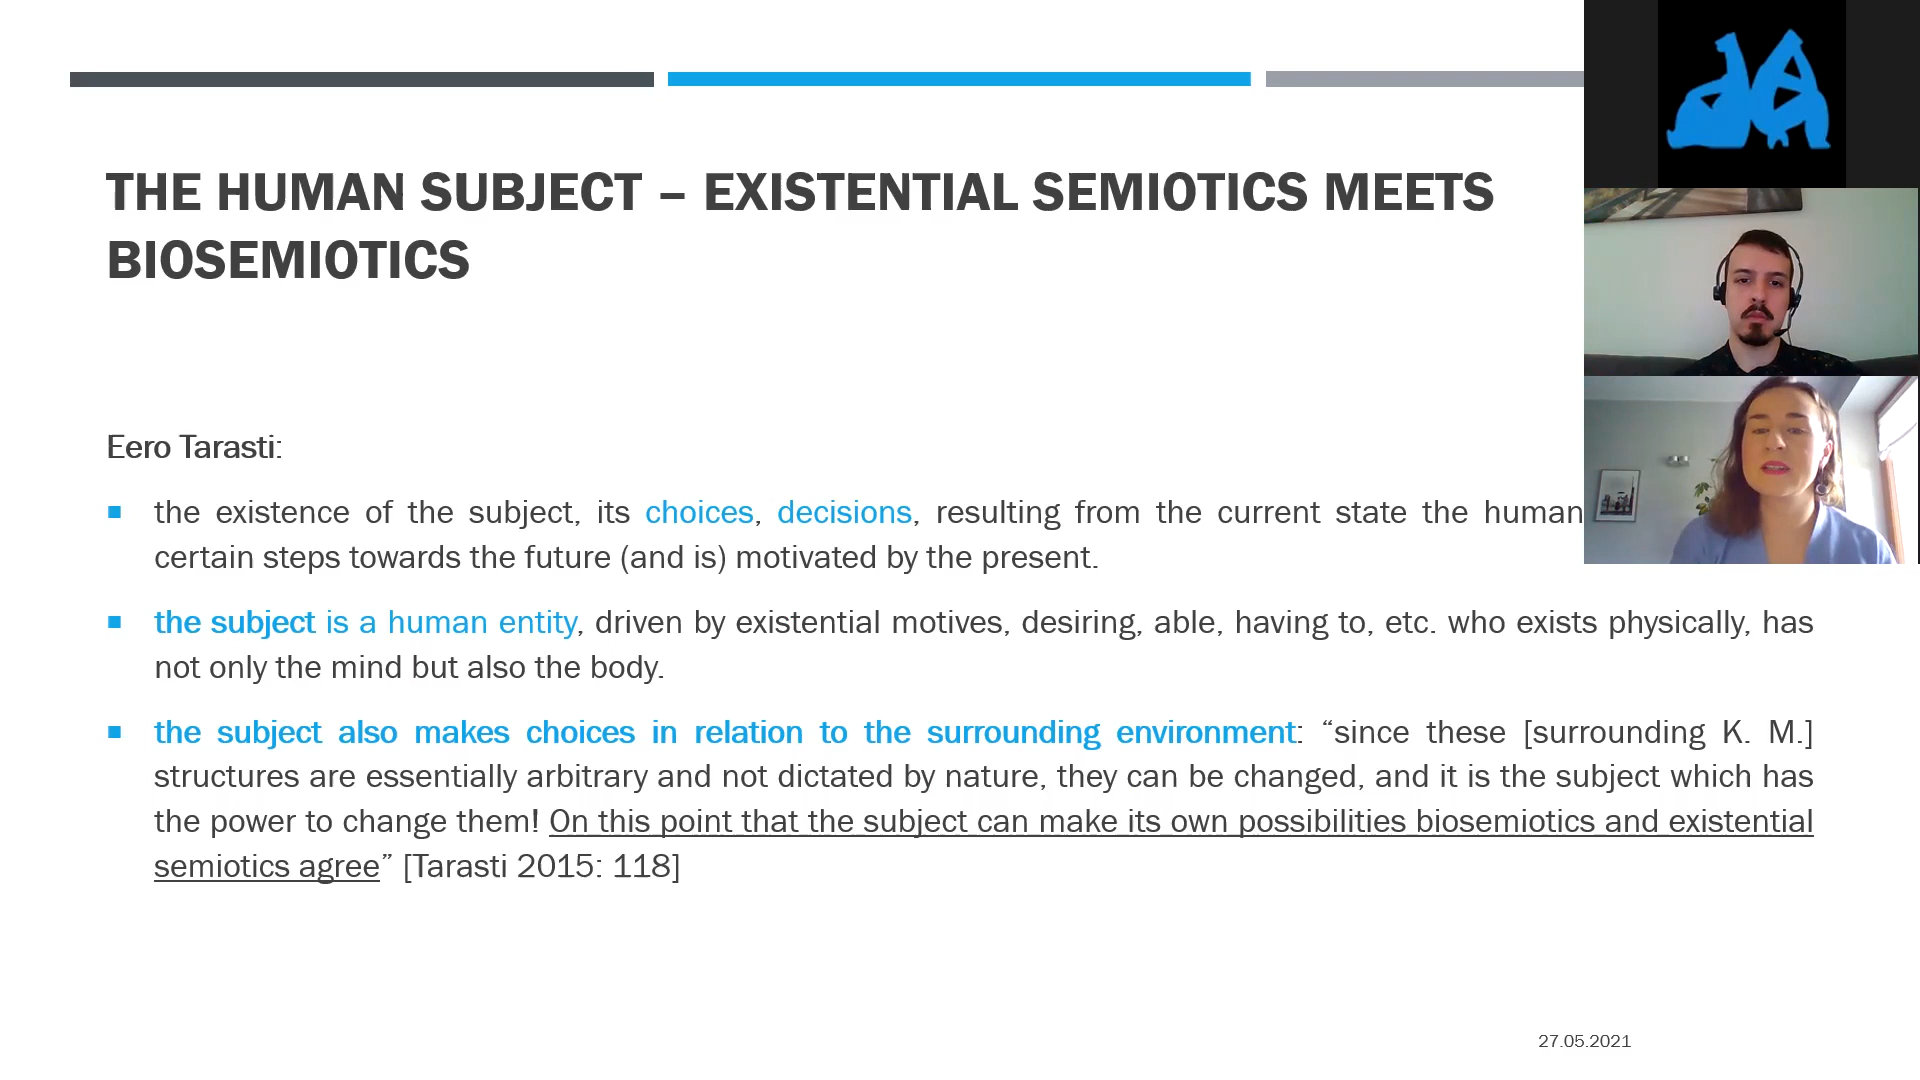 THE HUMAN SUBJECT – EXISTENTIAL SEMIOTICS MEETS
BIOSEMIOTICS
Eero Tarasti:
the existence of the subject, its choices, decisions, resulting from the current state the human
certain steps towards the future (and is) motivated by the present.
the subject is a human entity, driven by existential motives, desiring, able, having to, etc. who exists physically, has
not only the mind but also the body.
the subject also makes choices in relation to the surrounding environment: “since these [surrounding K. M.]
structures are essentially arbitrary and not dictated by nature, they can be changed, and it is the subject which has
the power to change them! On this point that the subject can make its own possibilities biosemiotics and existential
semiotics agree” [Tarasti 2015: 118]
27.05.2021